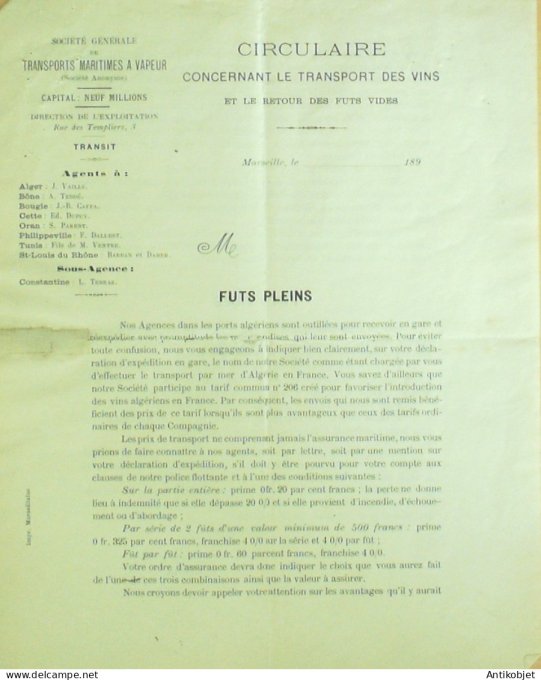 SOCIÉTÉ GÉNÉRALE
DE
TRANSPORTS MARITIMES A VAPEUR
(Société Anonyme)
CAPITAL : NEUF MILLIONS
DIRECTION DE L'EXPLOITATION
Rue des Templiers, 3
TRANSIT
Agents à :
Alger : J. VAILLE.
Bône : A. TESSÉ.
Bougie : J.-B. CAFFA.
Cette : ED. DUPUY.
Oran : S. PARENT.
Philippeville : F. DALLEST.
Tunis : FILS DE M. VENTRE.
St-Louis du Rhône : BARDAN ET
Sous-Agence :
Constantine L. TERRAZ.
CIRCULAIRE
CONCERNANT LE TRANSPORT DES VINS
ET LE RETOUR DES FUTS VIDES
Marseille, le 189
M
FUTS PLEINS
Nos Agences dans les ports algériens sont outillées pour recevoir en gare et
réexpédier avec promptitude les qui leur sont envoyées. Pour éviter
toute confusion, nous vous engageons à indiquer bien clairement, sur votre décla-
ration d'expédition en gare, le nom de notre Société comme étant chargée par vous
d'effectuer le transport par mer d'Algérie en France. Vous savez d'ailleurs que
notre Société participe au tarif commun n° 206 créé pour favoriser l'introduction
des vins algériens en France. Par conséquent, les envois qui nous sont remis béné-
ficient des prix de ce tarif lorsqu'ils sont plus avantageux que ceux des tarifs ordi-
naires de chaque Compagnie.
Les prix de transport ne comprenant jamais l'assurance maritime, nous vous
prions de faire connaître à nos agents, soit par lettre, soit par une mention sur
votre déclaration d'expédition, s'il doit y être pourvu pour votre compte aux
clauses de notre police flottante et à l'une des conditions suivantes :
Sur la partie entière : prime 0 fr. 20 par cent francs ; la perte ne donne
lieu à indemnité que si elle dépasse 20 0/0 et si elle provient d'incendie, d'échoue-
ment ou d'abordage ;
Par série de 2 fûts d'une valeur minimum de 500 francs : prime
0 fr. 325 par cent francs, franchise 4 0/0 sur la série et 4 0/0 par fût ;
Fût par fût : prime 0 fr. 60 par cent francs, franchise 4 0/0.
Votre ordre d'assurance devra donc indiquer le choix que vous aurez fait
de l'une de ces trois combinaisons ainsi que la valeur à assurer.
Nous croyons devoir appeler votre attention sur les avantages qu'il y aurait
Impr. Marseillaise
www.delcampe.net
Antikobjet